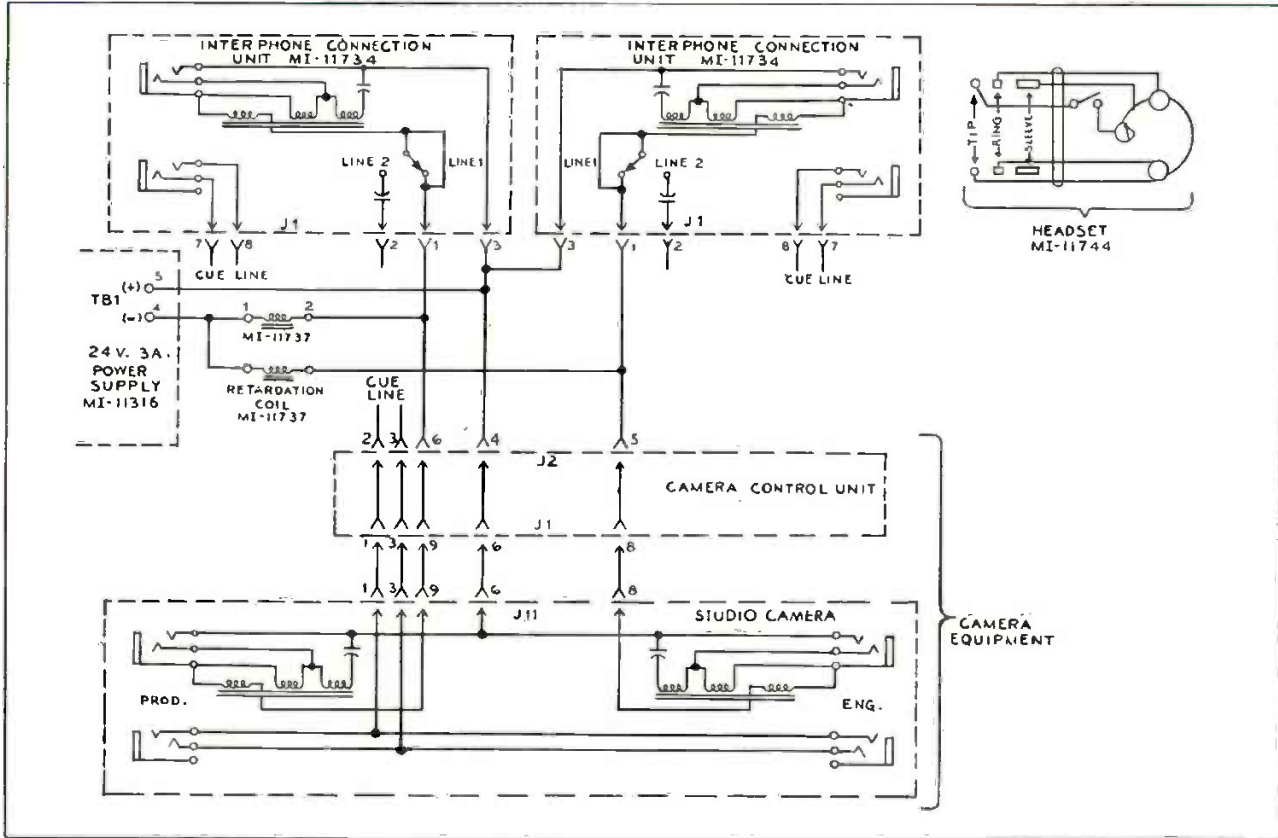 INTERPHONE CONNECTION
UNIT MI-11734
LINE 2
LINE 1
J1
7 8 2 1 3
CUE LINE
INTERPHONE CONNECTION
UNIT MI-11734
LINE 1
LINE 2
J1
3 1 2 8 7
CUE LINE
TIP
RING
SLEEVE
HEADSET
MI-11744
TB1
(+) 5
(-) 4
1 2
MI-11737
24 V. 3A.
POWER
SUPPLY
MI-11316
RETARDATION
COIL
MI-11737
CUE
LINE
2 3 6 4 5
J2
CAMERA CONTROL UNIT
J1
1 3 9 6 8
1 3 9 6 8
J11
STUDIO CAMERA
PROD.
ENG.
CAMERA
EQUIPMENT